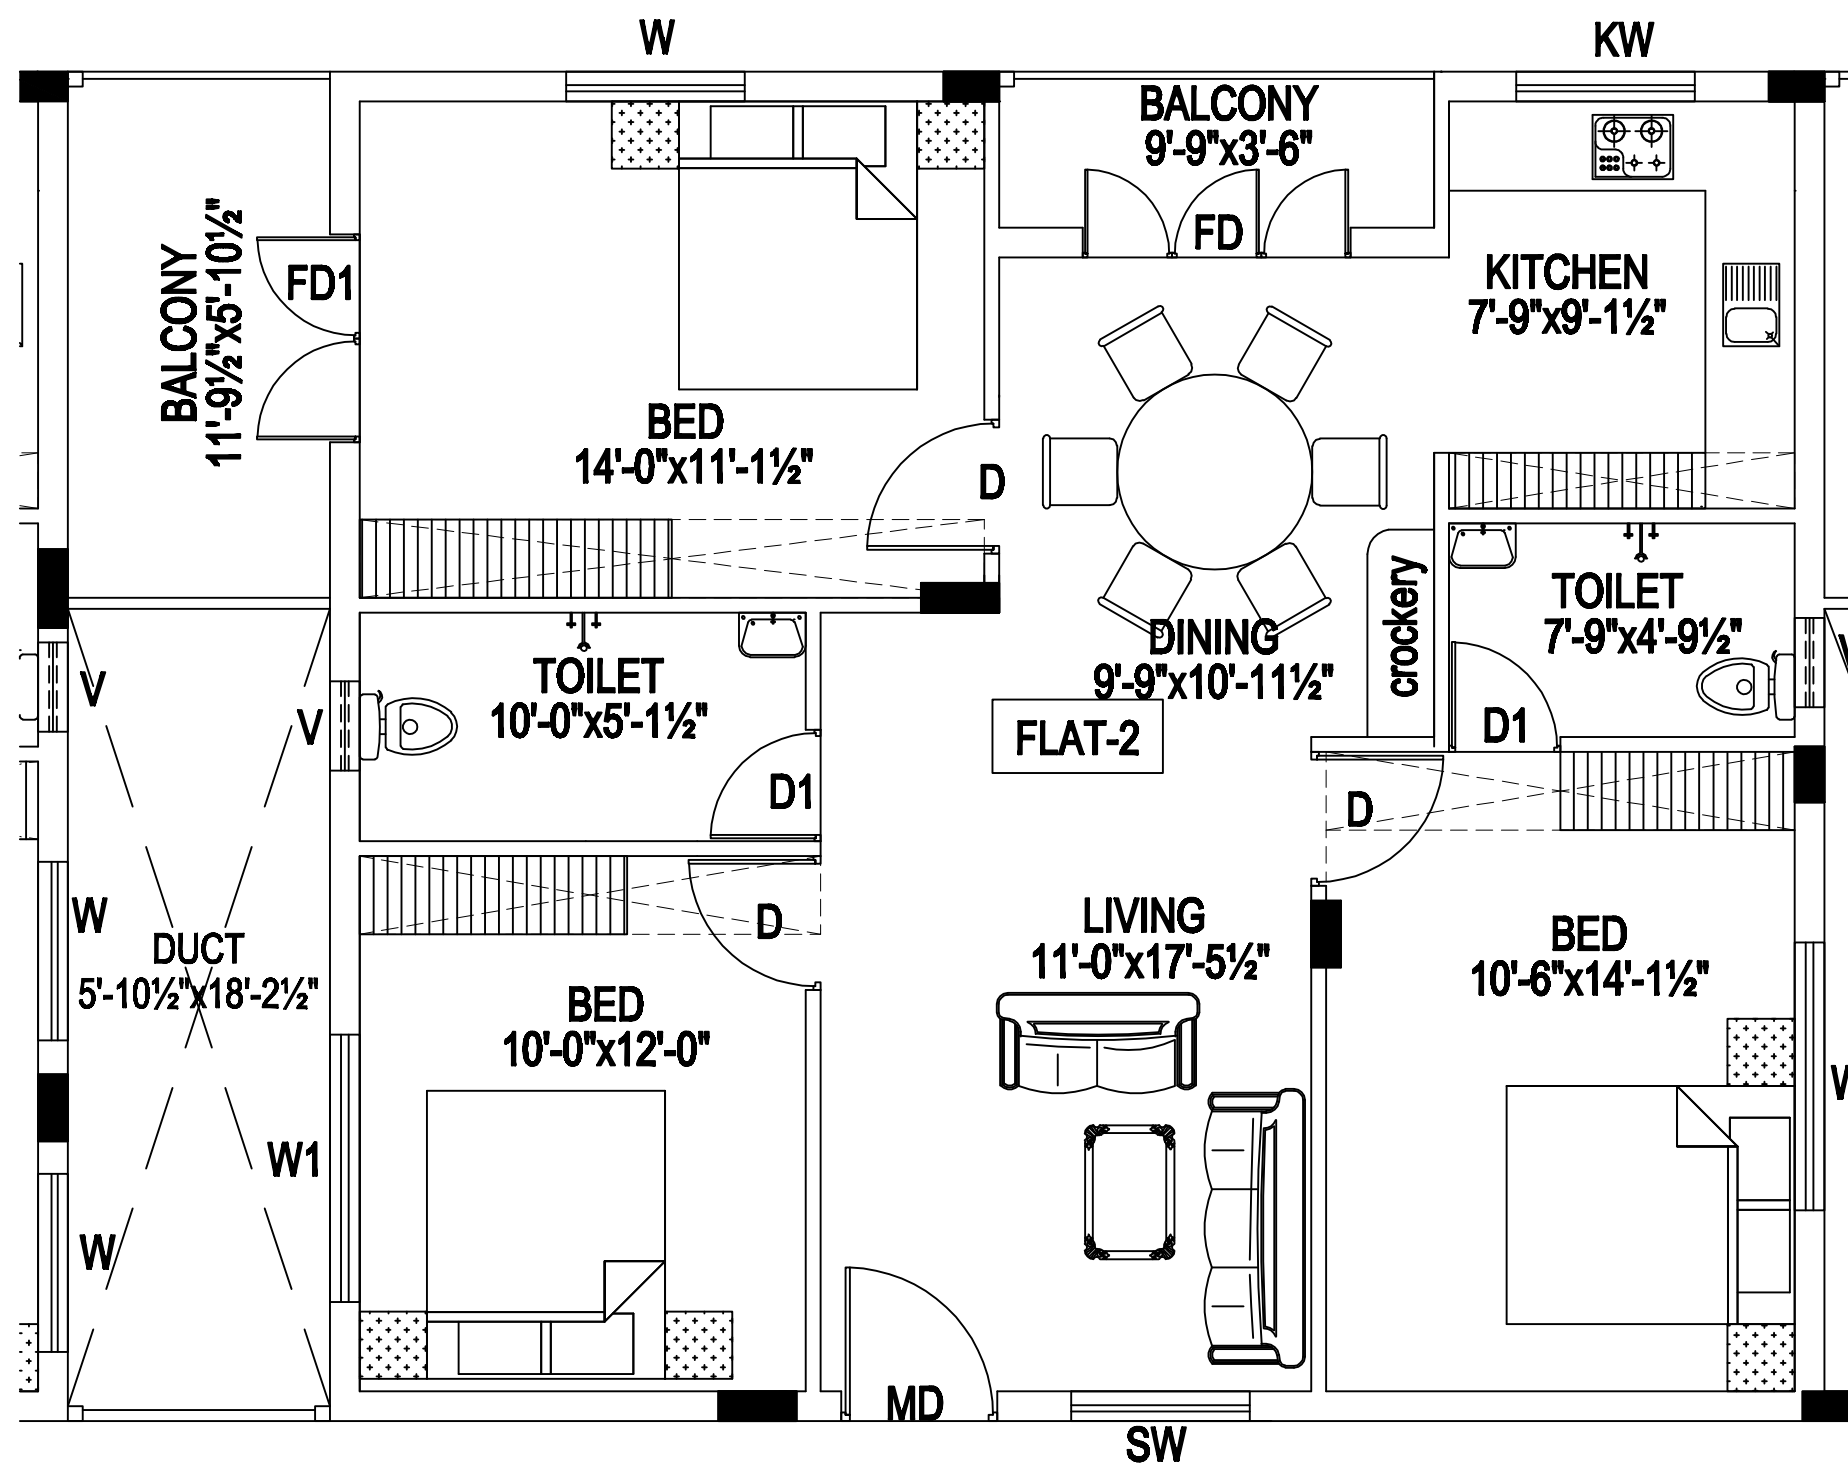 W
KW
BALCONY
9'-9"x3'-6"
FD
BALCONY
11'-9½"x5'-10½"
FD1
KITCHEN
7'-9"x9'-1½"
BED
14'-0"x11'-1½"
D
crockery
TOILET
7'-9"x4'-9½"
D1
DINING
9'-9"x10'-11½"
FLAT-2
TOILET
10'-0"x5'-1½"
D1
V
V
D
D
W
DUCT
5'-10½"x18'-2½"
LIVING
11'-0"x17'-5½"
BED
10'-6"x14'-1½"
BED
10'-0"x12'-0"
W1
W
MD
SW